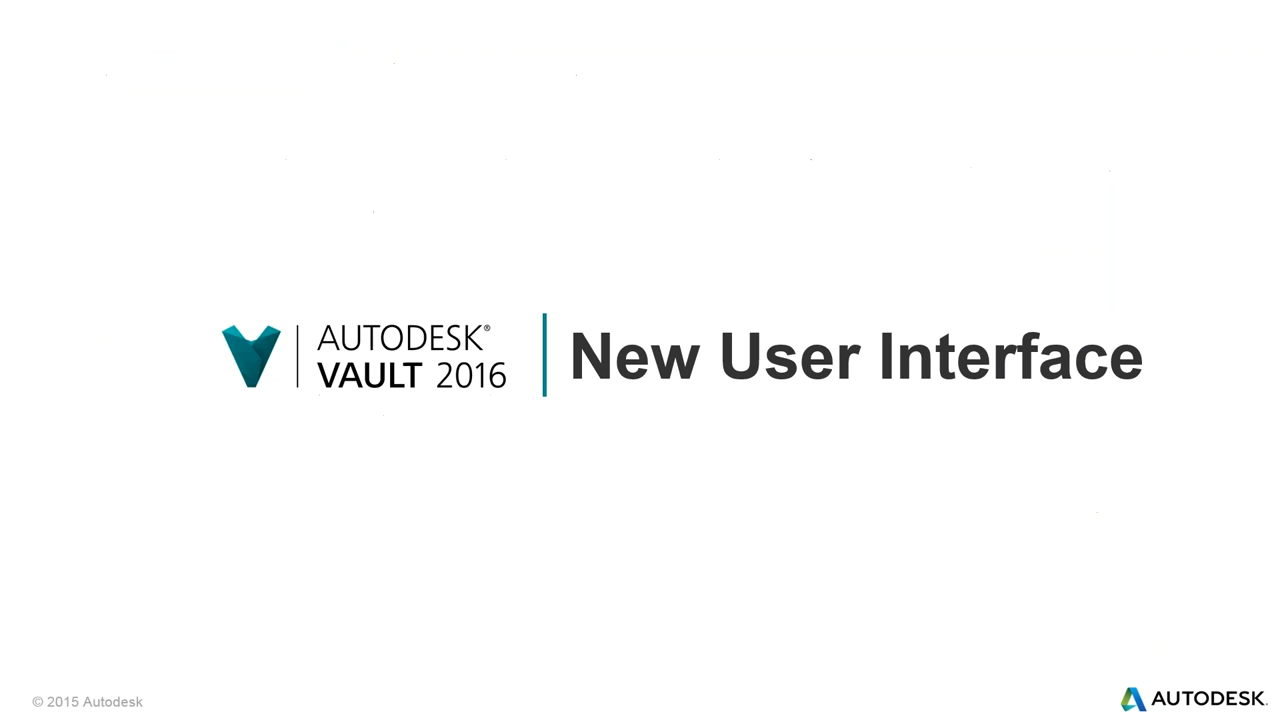 AUTODESK®
VAULT 2016
New User Interface
© 2015 Autodesk
AUTODESK.